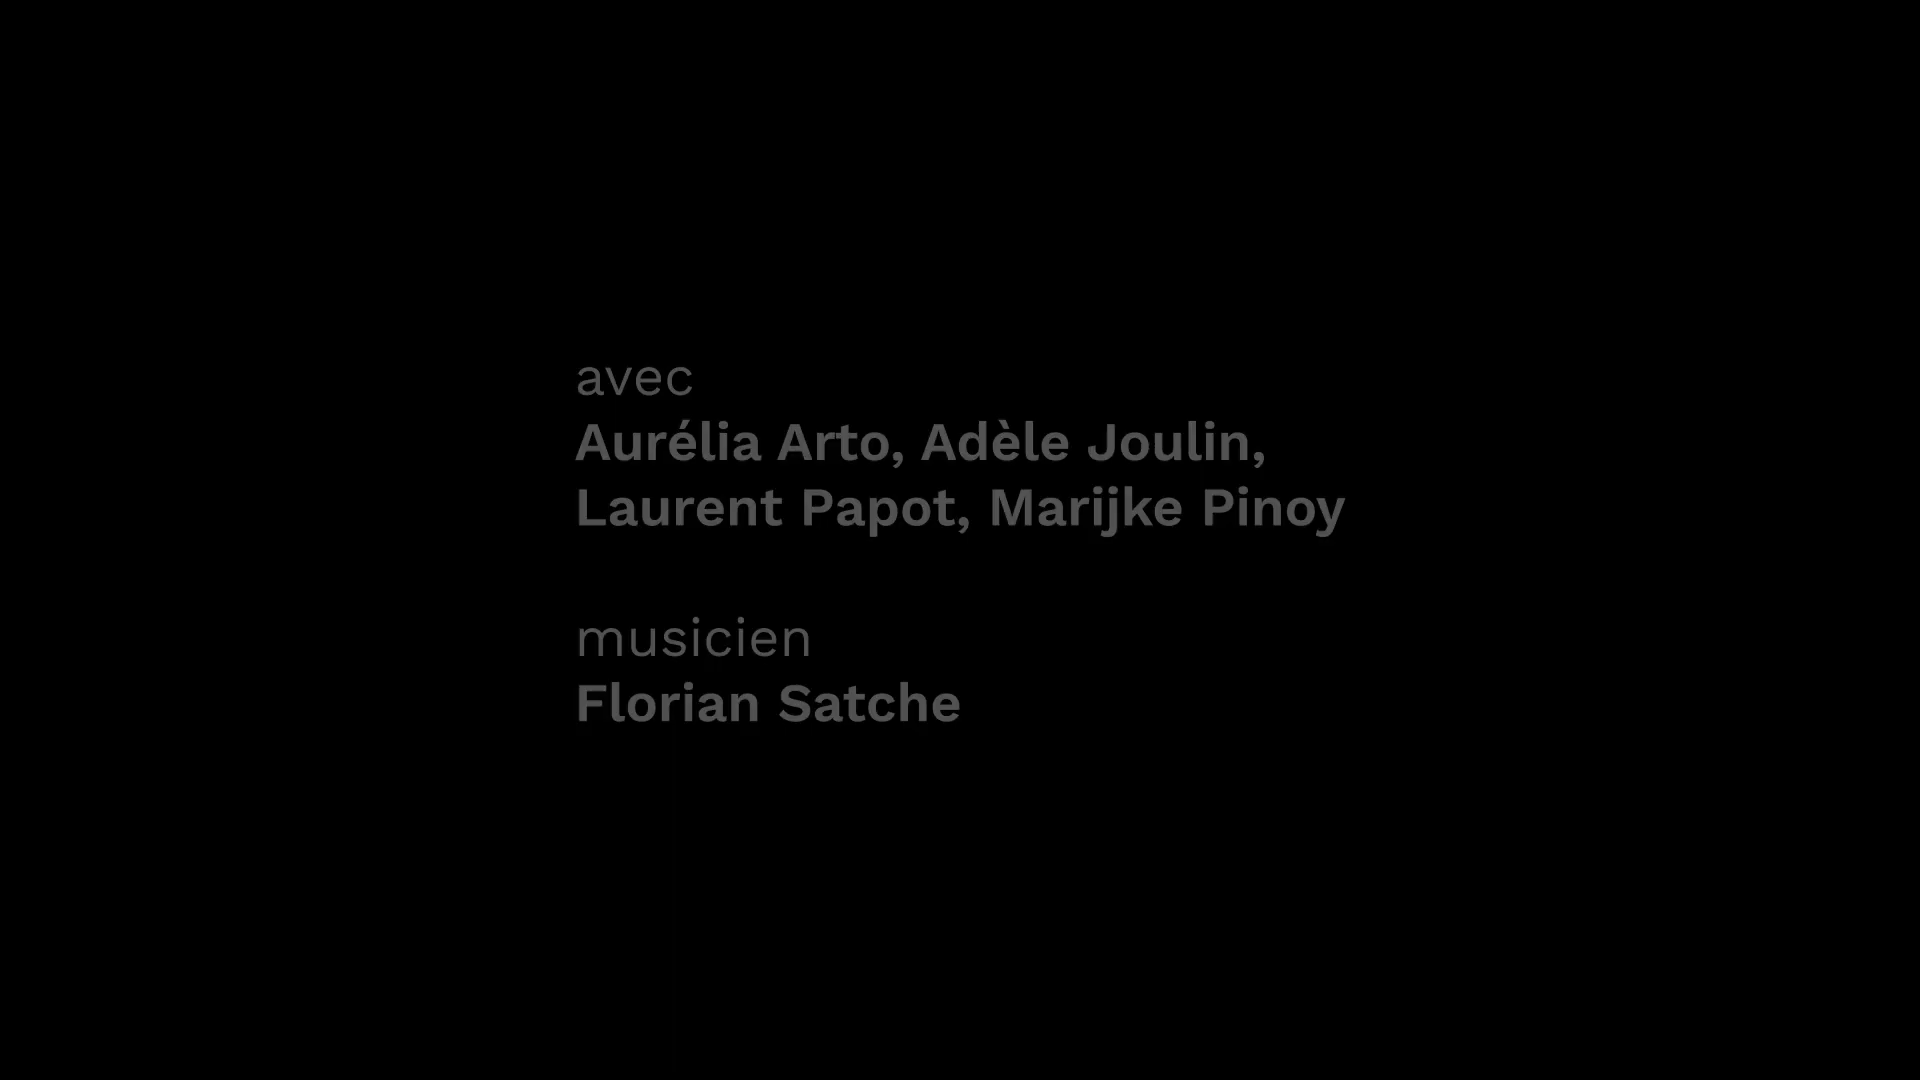 avec
Aurélia Arto, Adèle Joulin,
Laurent Papot, Marijke Pinoy
musicien
Florian Satche